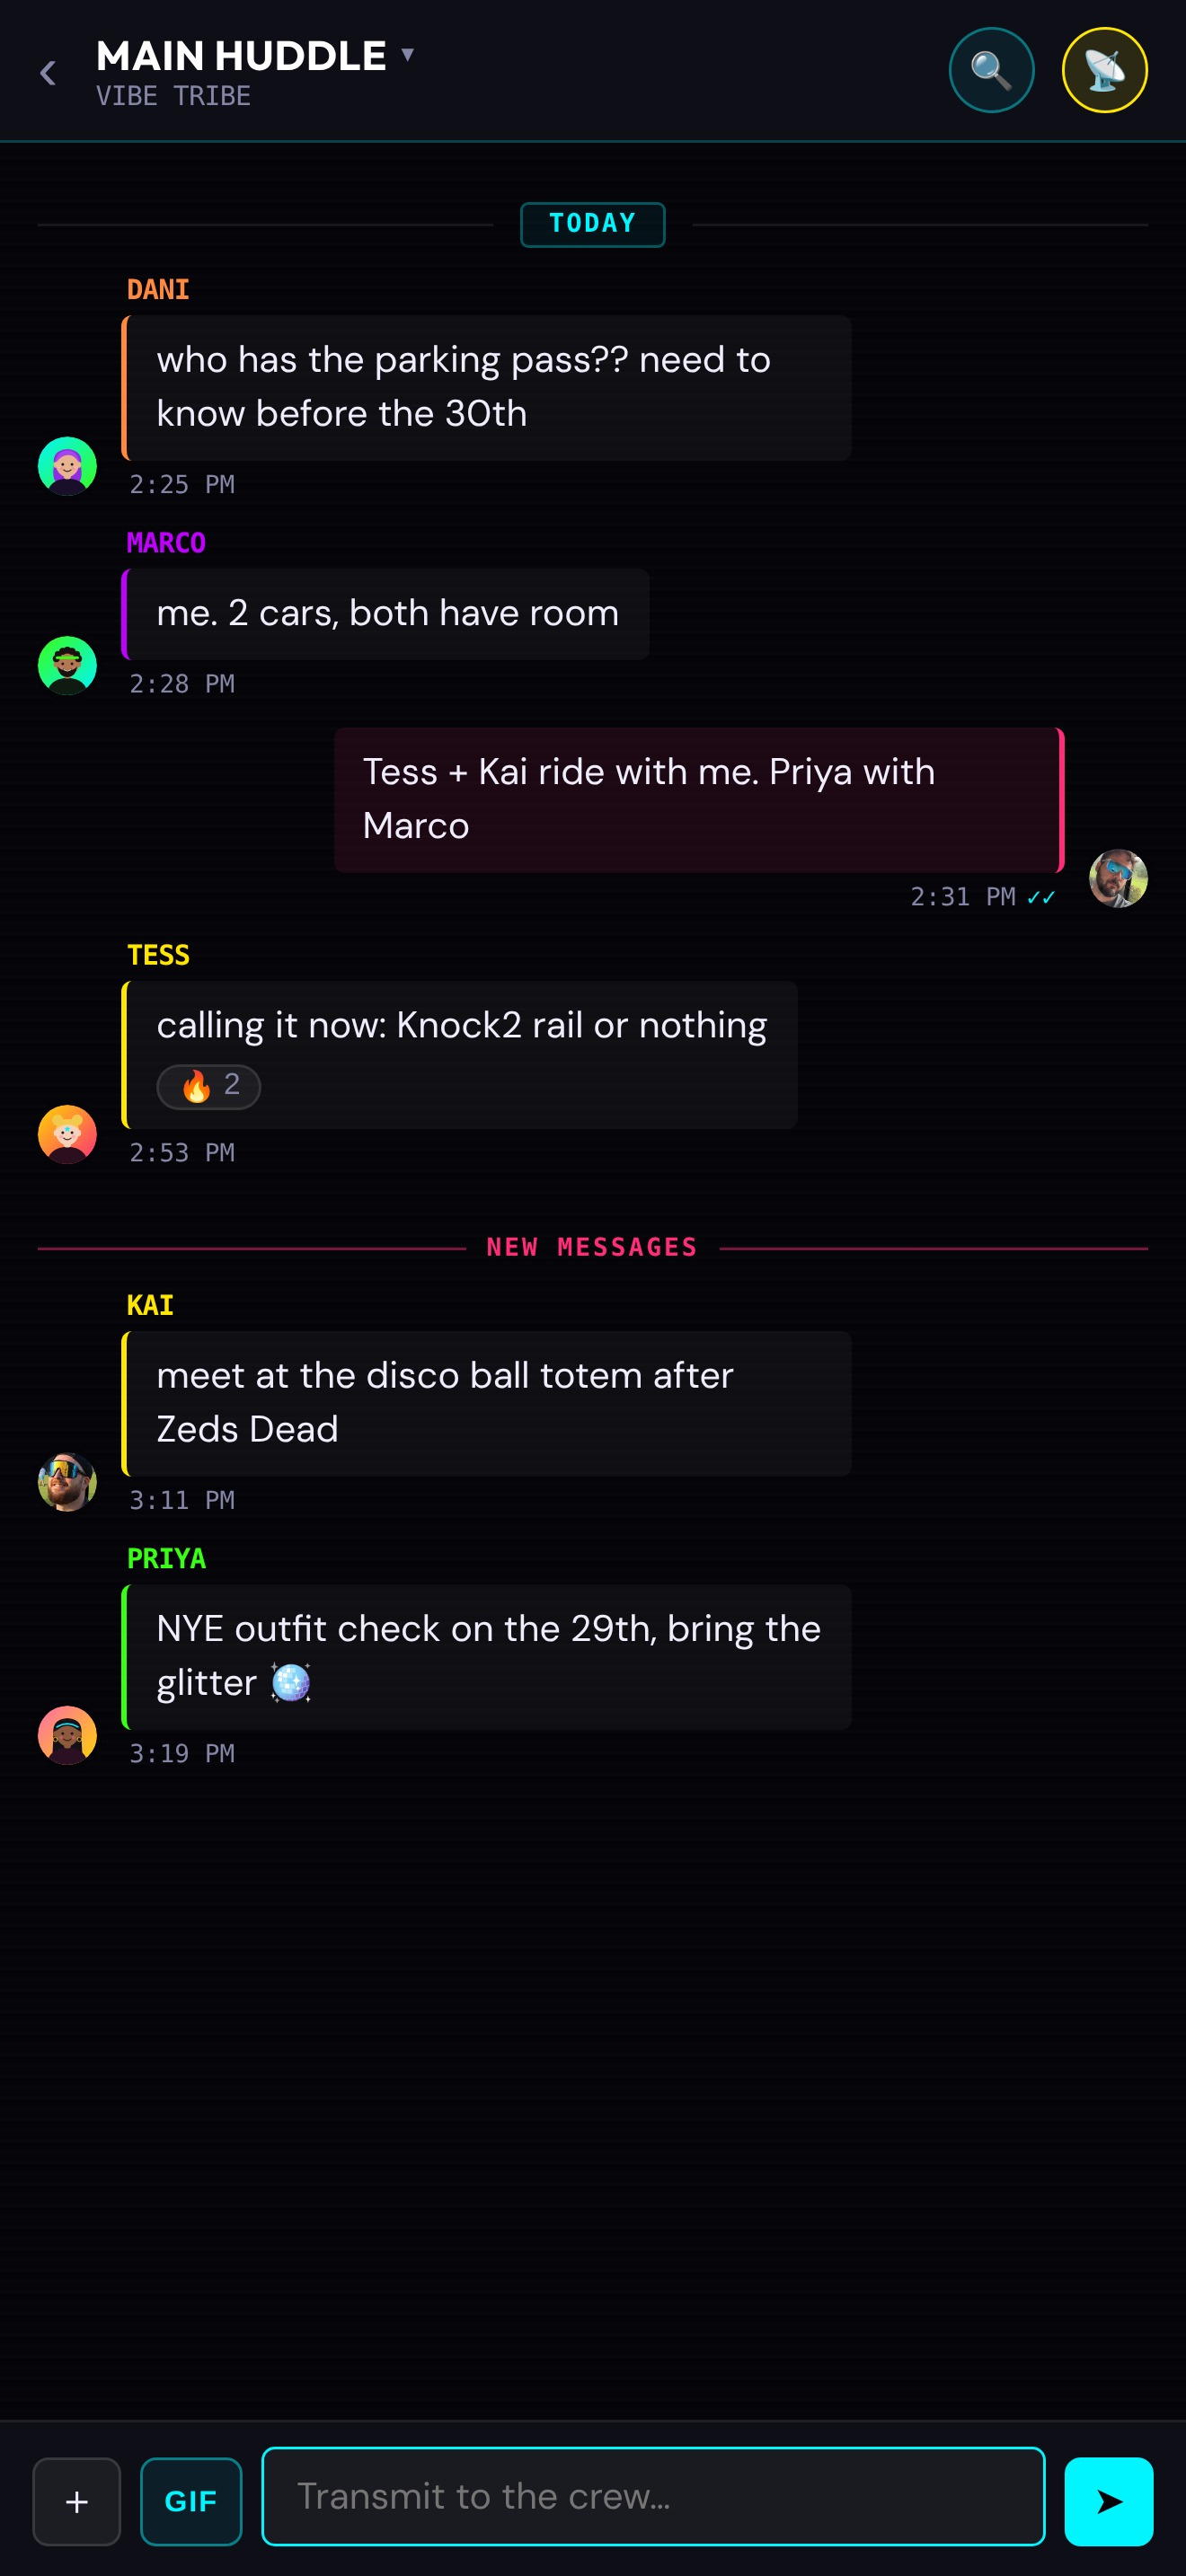 MAIN HUDDLE ▼
VIBE TRIBE
TODAY
DANI
who has the parking pass?? need to
know before the 30th
2:25 PM
MARCO
me. 2 cars, both have room
2:28 PM
Tess + Kai ride with me. Priya with
Marco
2:31 PM ✓✓
TESS
calling it now: Knock2 rail or nothing
🔥 2
2:53 PM
NEW MESSAGES
KAI
meet at the disco ball totem after
Zeds Dead
3:11 PM
PRIYA
NYE outfit check on the 29th, bring the
glitter 🪩
3:19 PM
+ GIF Transmit to the crew...